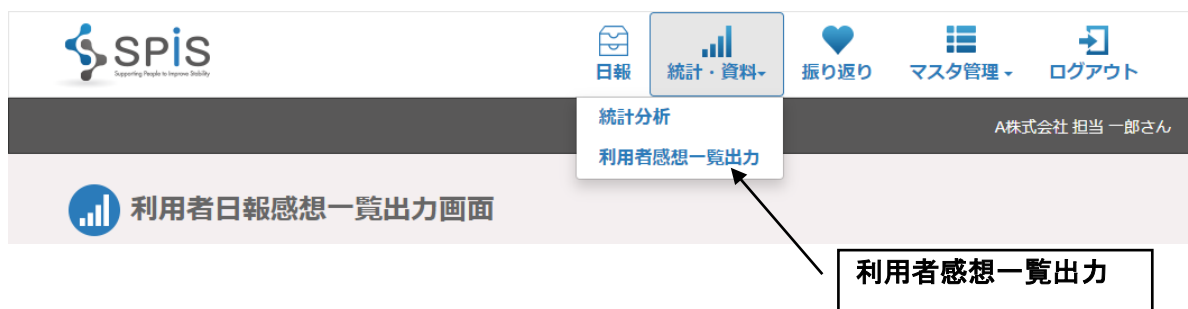 SPiS
Supporting People to Improve Stability
日報
統計・資料
振り返り
マスタ管理
ログアウト
統計分析
利用者感想一覧出力
A株式会社 担当 一郎さん
利用者日報感想一覧出力画面
利用者感想一覧出力